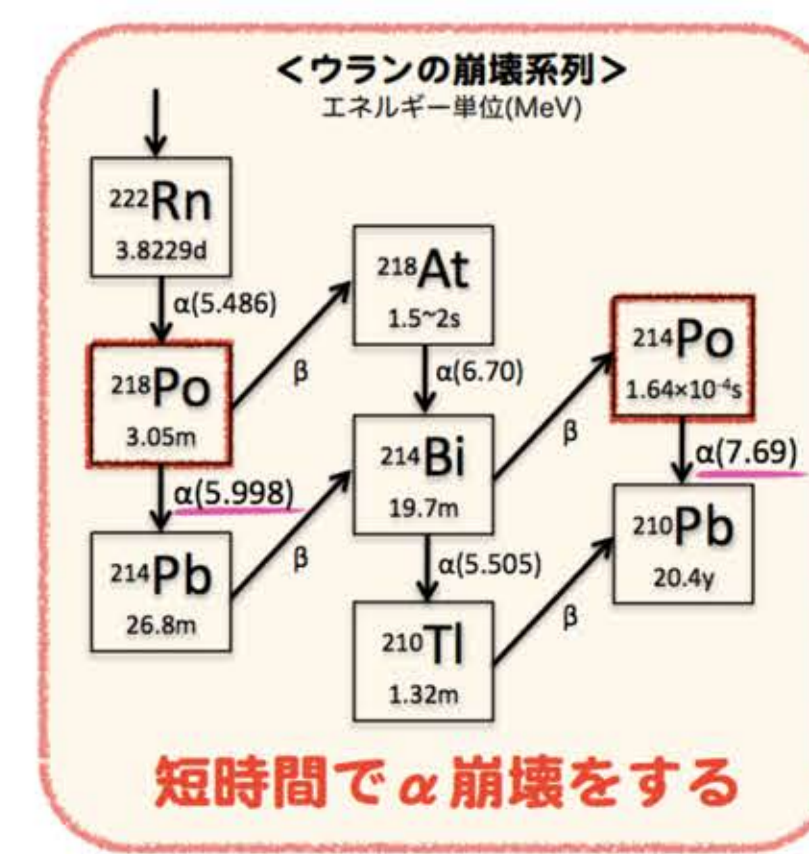 ＜ウランの崩壊系列＞
エネルギー単位(MeV)
222Rn
3.8229d
α(5.486)
218Po
3.05m
α(5.998)
214Pb
26.8m
β
β
218At
1.5~2s
α(6.70)
214Bi
19.7m
α(5.505)
210Tl
1.32m
β
β
214Po
1.64×10-4s
α(7.69)
210Pb
20.4y
短時間でα崩壊をする